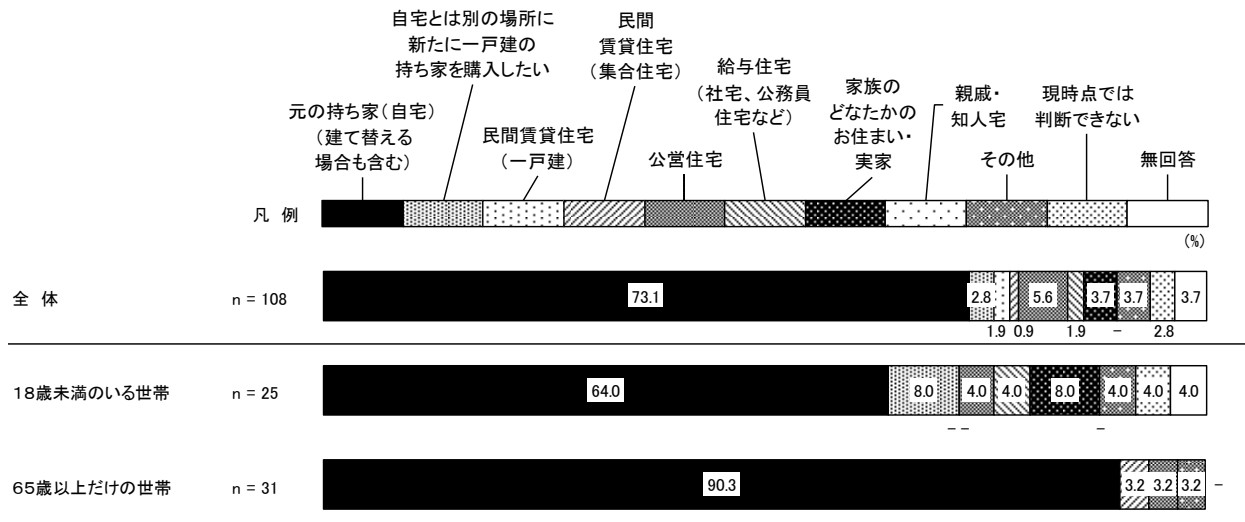 自宅とは別の場所に
新たに一戸建の
持ち家を購入したい
民間
賃貸住宅
(集合住宅)
給与住宅
(社宅、公務員
住宅など)
家族の
どなたかの
お住まい・
実家
親戚・
知人宅
現時点では
判断できない
元の持ち家(自宅)
(建て替える
場合も含む)
民間賃貸住宅
(一戸建)
公営住宅
その他
無回答
凡 例
(%)
全 体 n = 108 73.1 2.8 5.6 3.7 3.7 3.7
1.9 0.9 1.9 - 2.8
18歳未満のいる世帯 n = 25 64.0 8.0 4.0 4.0 8.0 4.0 4.0 4.0
- - -
65歳以上だけの世帯 n = 31 90.3 3.2 3.2 3.2 -